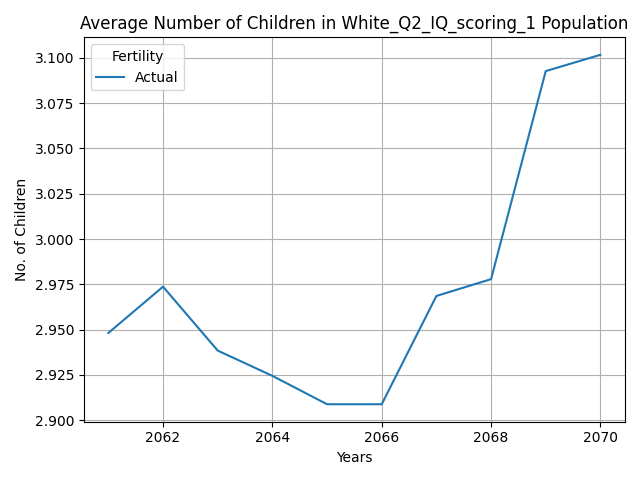 Average Number of Children in White_Q2_IQ_scoring_1 Population
Fertility
Actual
3.100
3.075
3.050
3.025
3.000
2.975
2.950
2.925
2.900
No. of Children
2062 2064 2066 2068 2070
Years